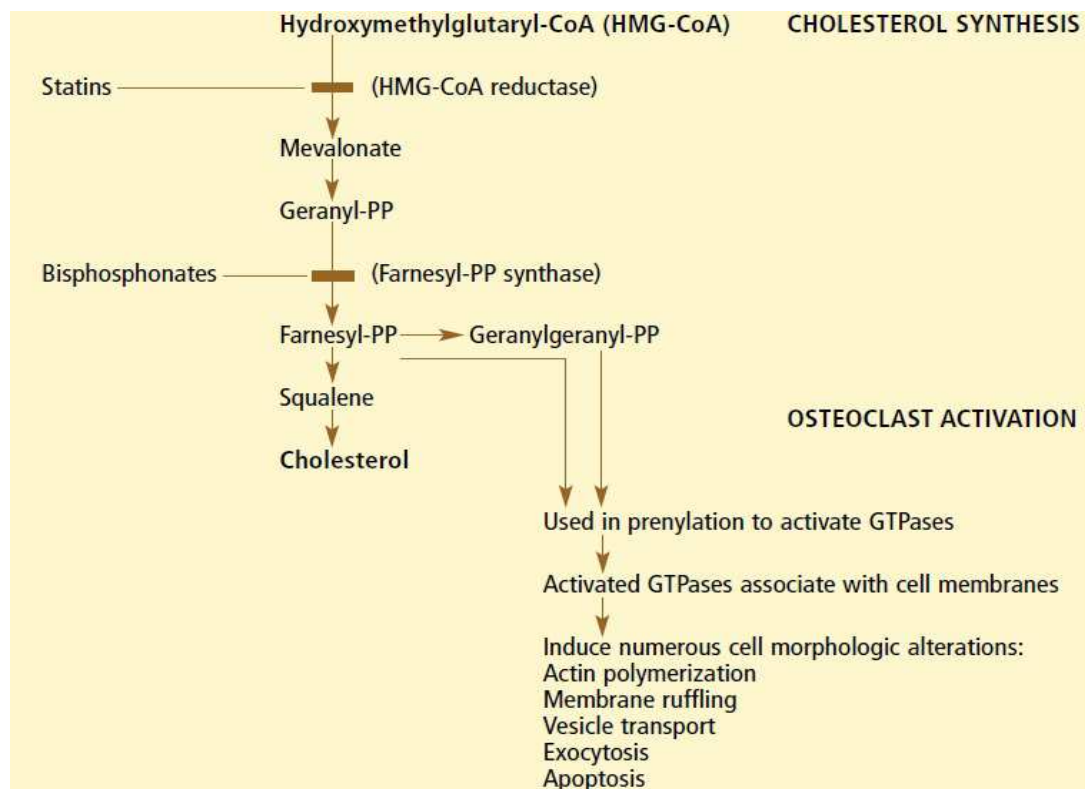 Hydroxymethylglutaryl-CoA (HMG-CoA) CHOLESTEROL SYNTHESIS
Statins (HMG-CoA reductase)
Mevalonate
Geranyl-PP
Bisphosphonates (Farnesyl-PP synthase)
Farnesyl-PP Geranylgeranyl-PP
Squalene
OSTEOCLAST ACTIVATION
Cholesterol
Used in prenylation to activate GTPases
Activated GTPases associate with cell membranes
Induce numerous cell morphologic alterations:
Actin polymerization
Membrane ruffling
Vesicle transport
Exocytosis
Apoptosis